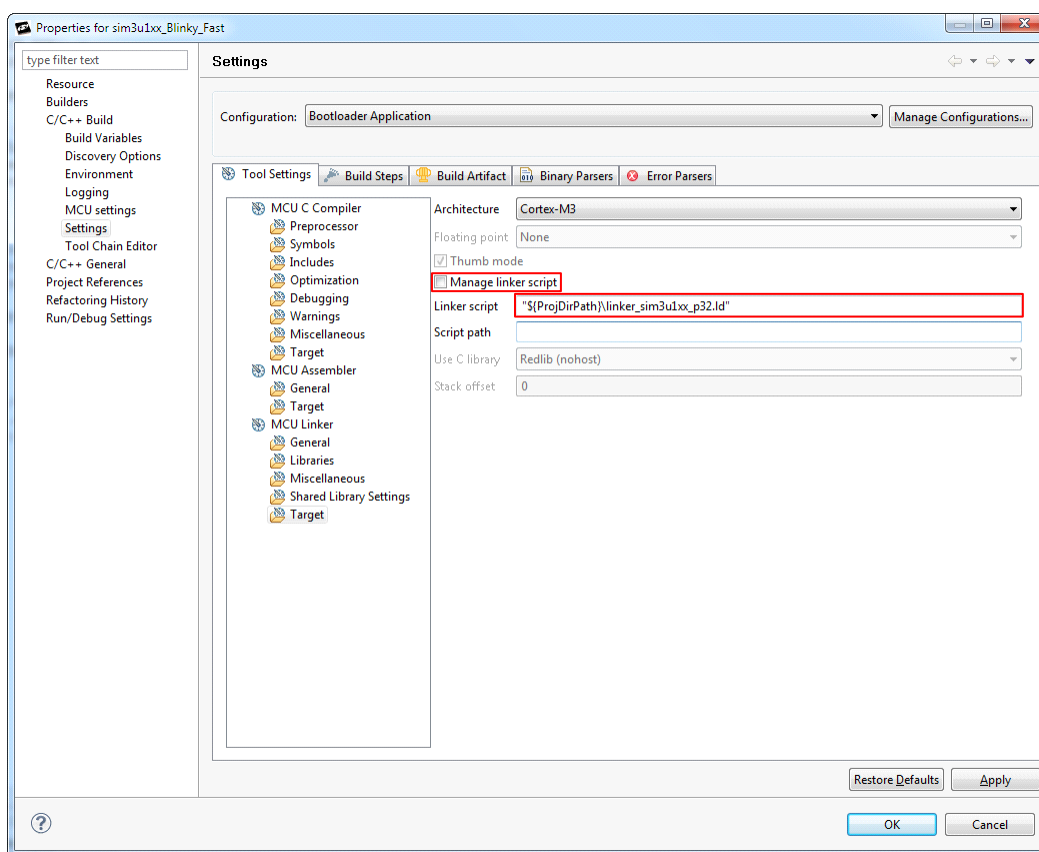 Properties for sim3u1xx_Blinky_Fast
type filter text
Resource
Builders
C/C++ Build
Build Variables
Discovery Options
Environment
Logging
MCU settings
Settings
Tool Chain Editor
C/C++ General
Project References
Refactoring History
Run/Debug Settings
Settings
Configuration: Bootloader Application
Manage Configurations...
Tool Settings Build Steps Build Artifact Binary Parsers Error Parsers
MCU C Compiler
Preprocessor
Symbols
Includes
Optimization
Debugging
Warnings
Miscellaneous
Target
MCU Assembler
General
Target
MCU Linker
General
Libraries
Miscellaneous
Shared Library Settings
Target
Architecture Cortex-M3
Floating point None
Thumb mode
Manage linker script
Linker script "${ProjDirPath}\linker_sim3u1xx_p32.ld"
Script path
Use C library Redlib (nohost)
Stack offset 0
Restore Defaults Apply
? OK Cancel